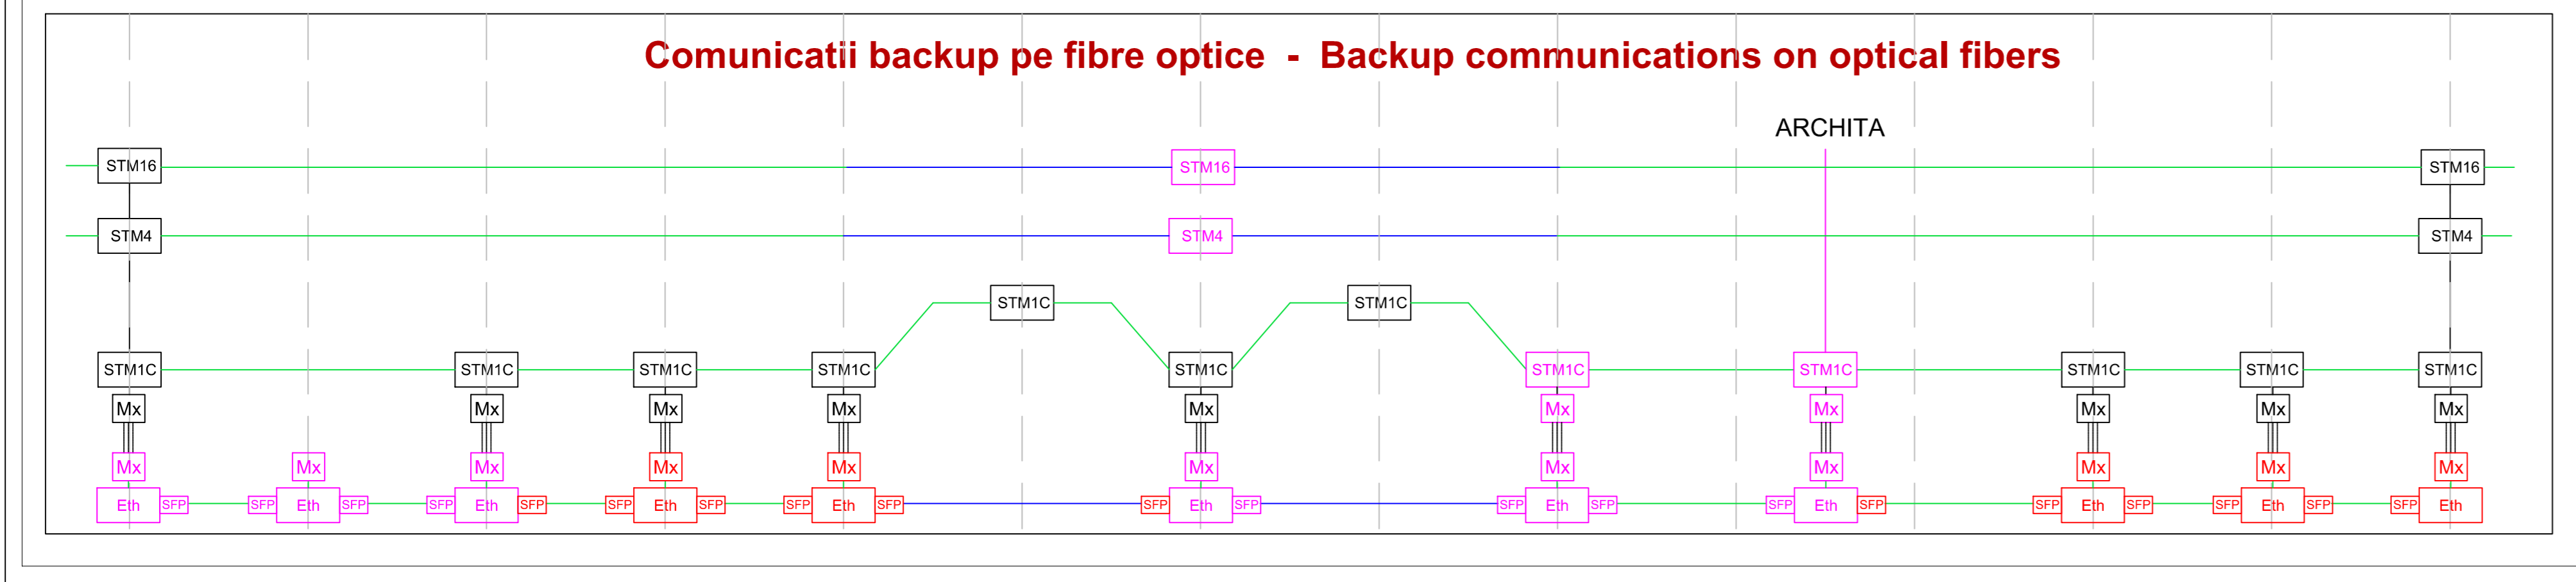 Comunicatii backup pe fibre optice - Backup communications on optical fibers
ARCHITA
STM16 STM16 STM16
STM4 STM4 STM4
STM1C STM1C
STM1C STM1C STM1C STM1C STM1C STM1C STM1C STM1C STM1C STM1C
Mx Mx Mx Mx Mx Mx Mx Mx Mx Mx
Mx Mx Mx Mx Mx Mx Mx Mx Mx Mx Mx
Eth SFP SFP Eth SFP SFP Eth SFP SFP Eth SFP SFP Eth SFP SFP Eth SFP SFP Eth SFP SFP Eth SFP SFP Eth SFP SFP Eth SFP SFP Eth